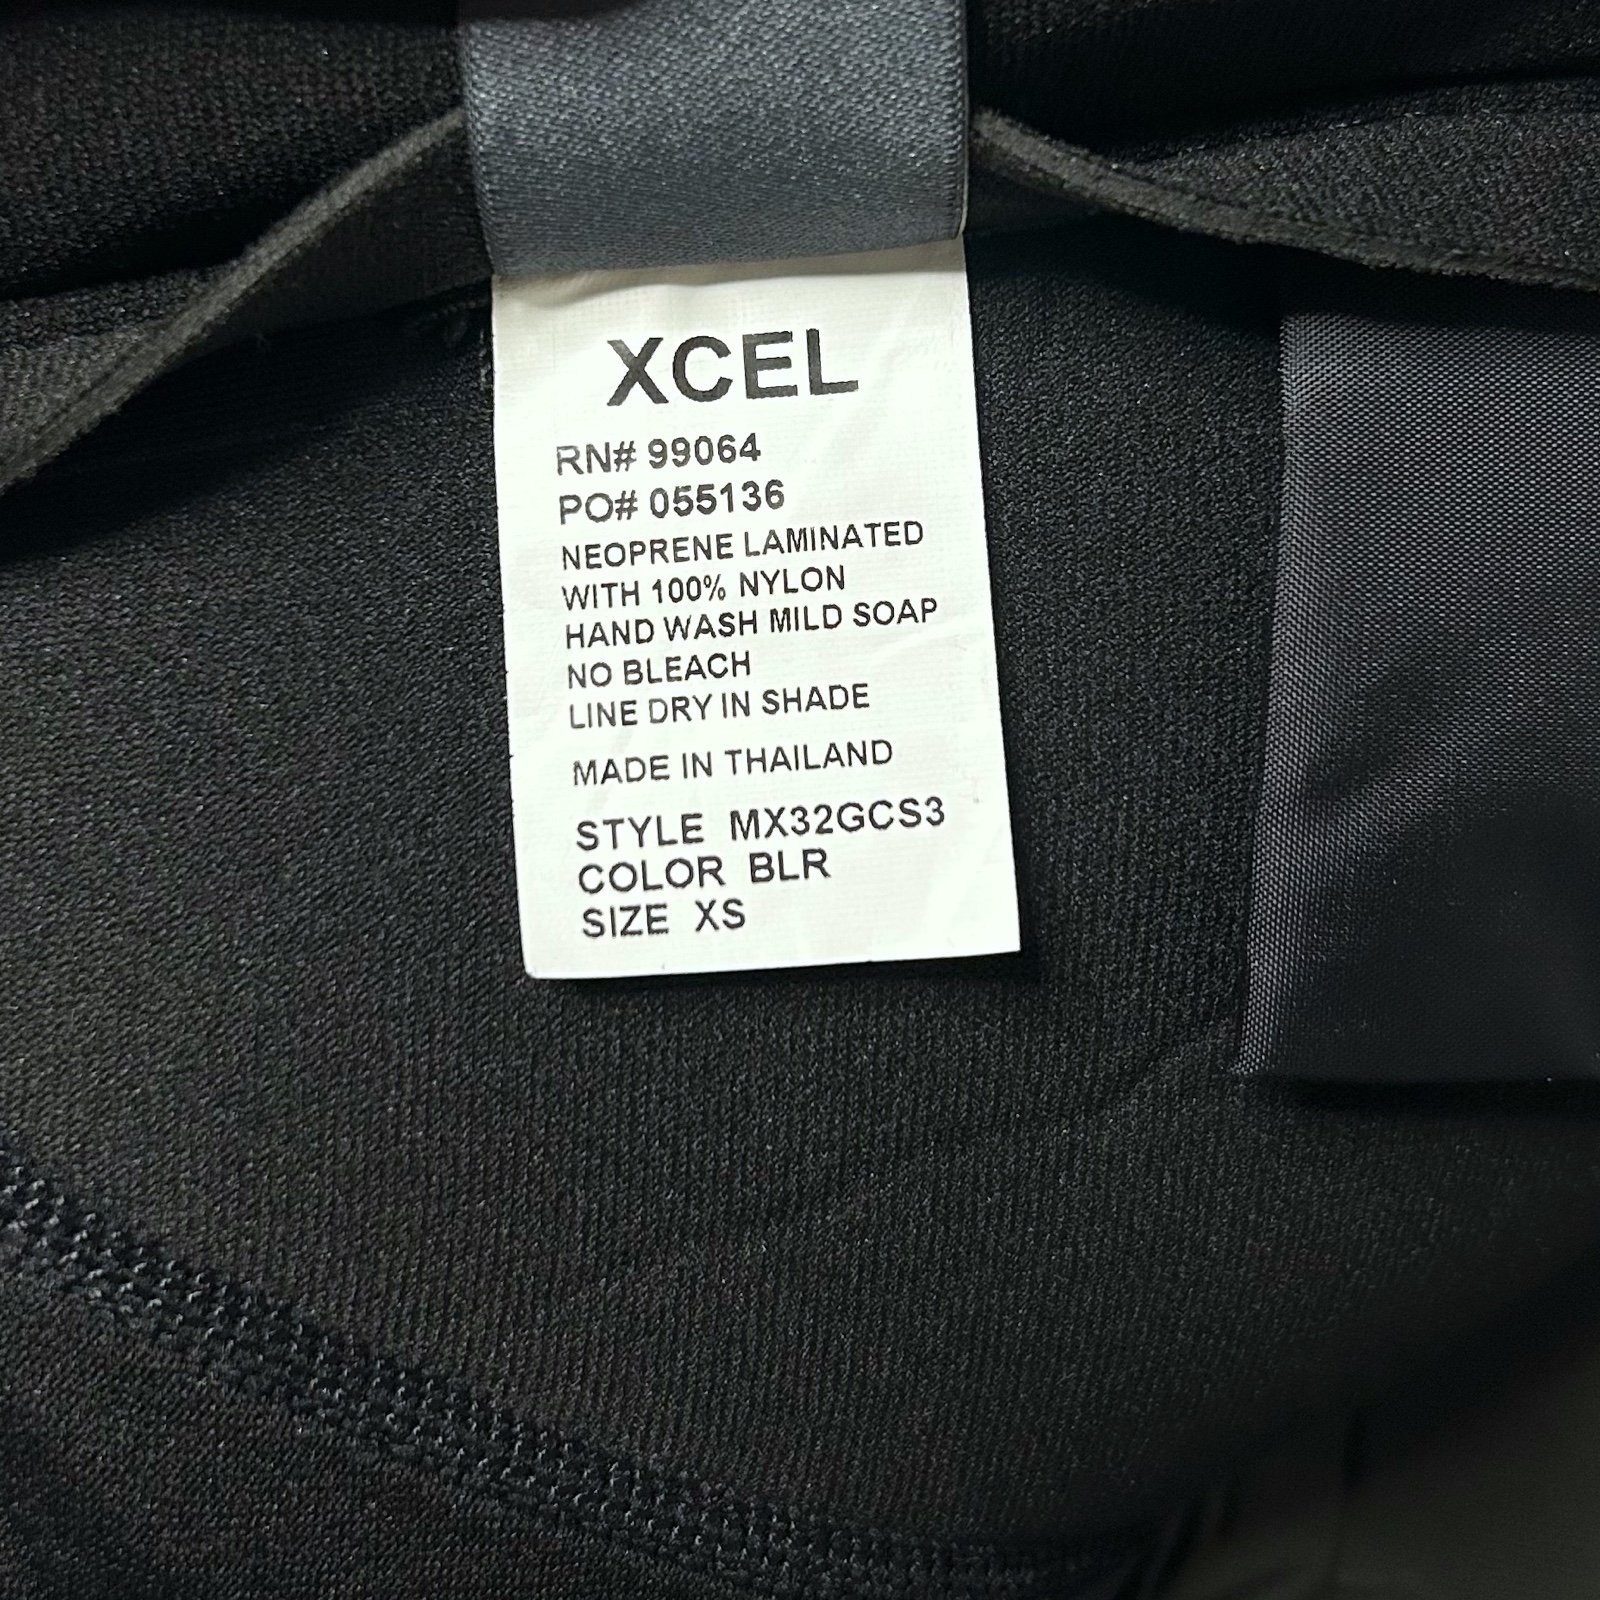 XCEL
RN# 99064
PO# 055136
NEOPRENE LAMINATED
WITH 100% NYLON
HAND WASH MILD SOAP
NO BLEACH
LINE DRY IN SHADE
MADE IN THAILAND
STYLE MX32GCS3
COLOR BLR
SIZE XS